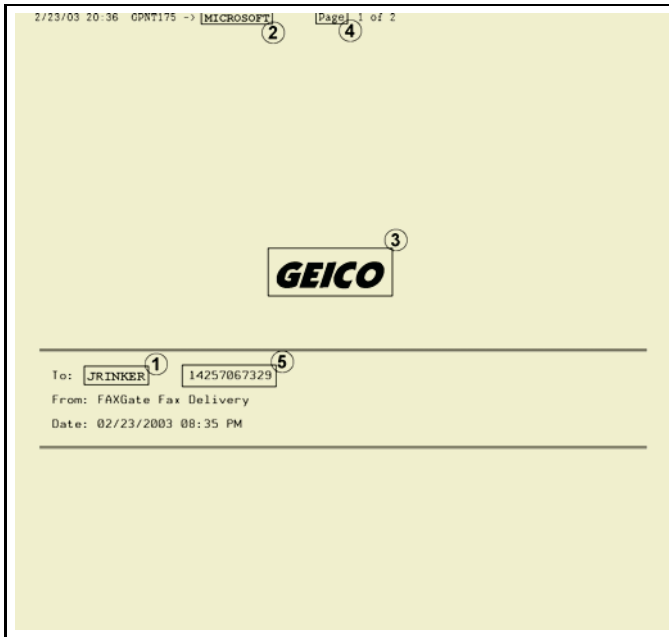 2/23/03 20:36 GPNT175 -> MICROSOFT Page 1 of 2
2 4
3
GEICO
1 5
To: JRINKER 14257067329
From: FAXGate Fax Delivery
Date: 02/23/2003 08:35 PM